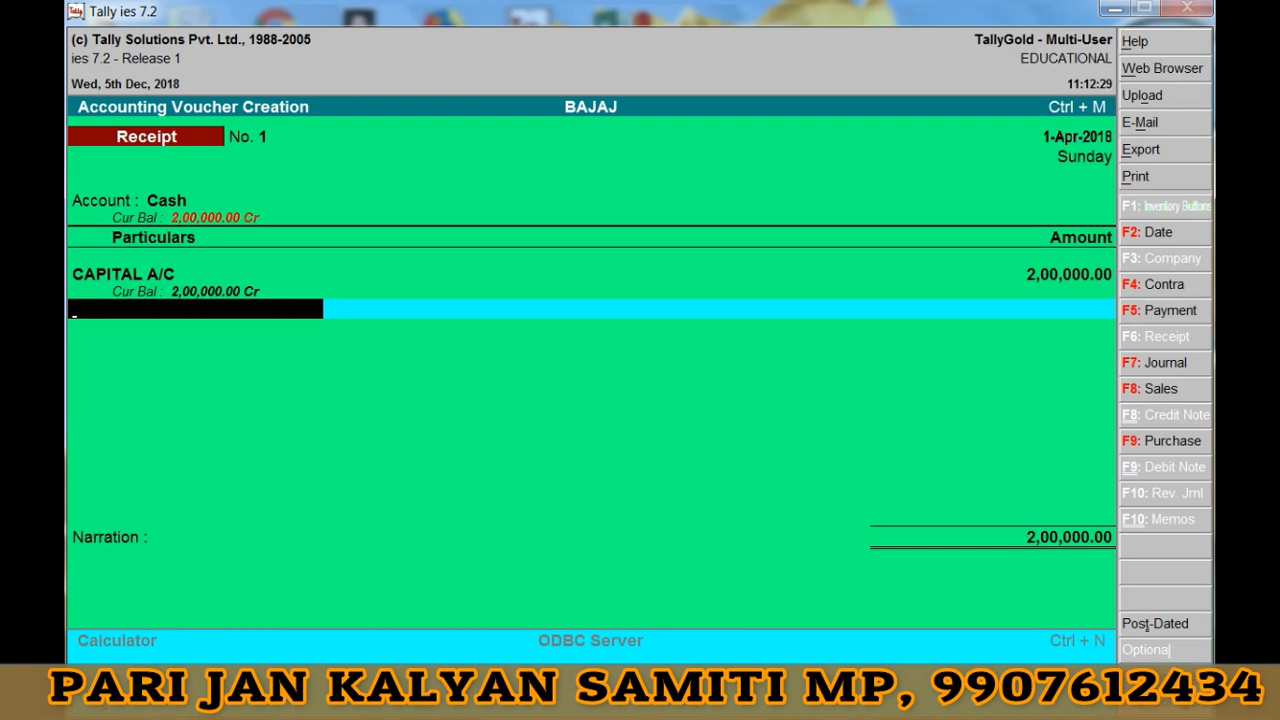 Tally ies 7.2
(c) Tally Solutions Pvt. Ltd., 1988-2005
TallyGold - Multi-User
ies 7.2 - Release 1
EDUCATIONAL
Wed, 5th Dec, 2018
11:12:29
Accounting Voucher Creation BAJAJ Ctrl + M
Receipt No. 1
1-Apr-2018
Sunday
Account : Cash
Cur Bal : 2,00,000.00 Cr
Particulars Amount
CAPITAL A/C 2,00,000.00
Cur Bal : 2,00,000.00 Cr
Narration : 2,00,000.00
Calculator ODBC Server Ctrl + N
Help
Web Browser
Upload
E-Mail
Export
Print
F1: Inventory Buttons
F2: Date
F3: Company
F4: Contra
F5: Payment
F6: Receipt
F7: Journal
F8: Sales
F8: Credit Note
F9: Purchase
F9: Debit Note
F10: Rev. Jrnl
F10: Memos
Post-Dated
Optional
PARI JAN KALYAN SAMITI MP, 9907612434